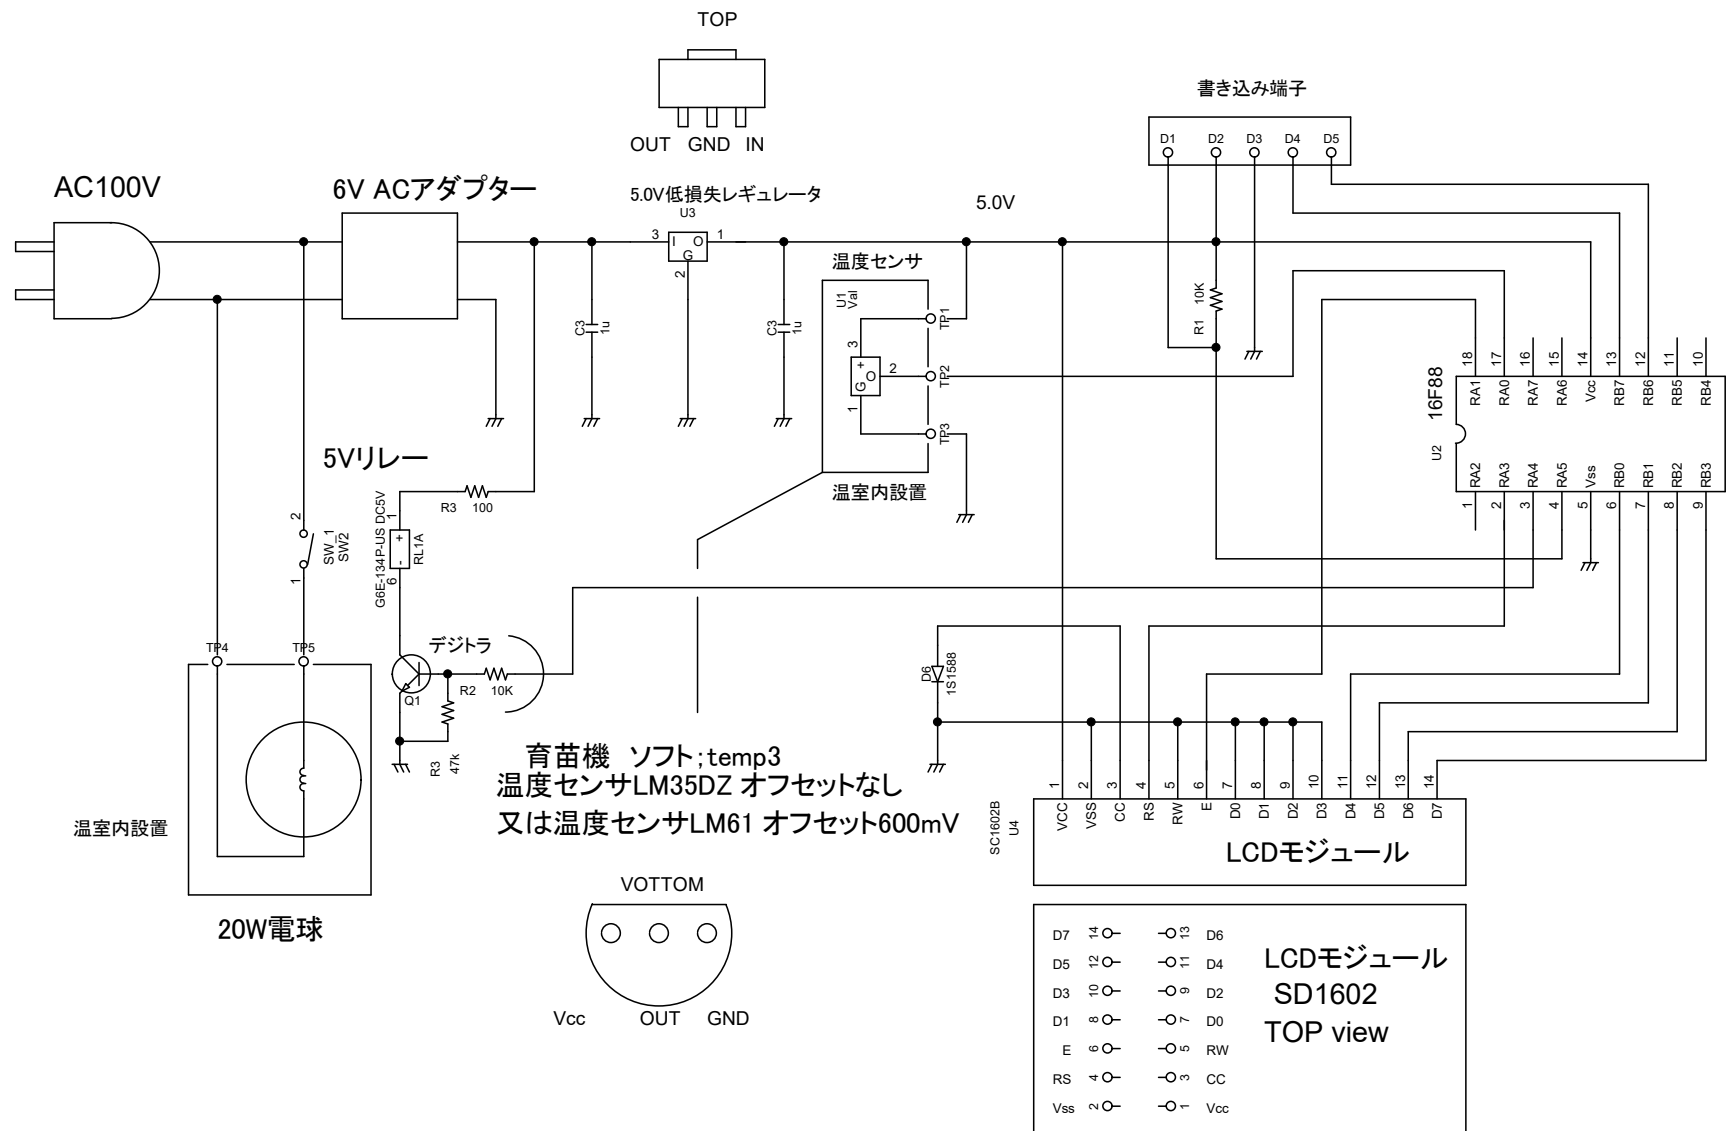 TOP
OUT GND IN
書き込み端子
D1 D2 D3 D4 D5
AC100V
6V ACアダプター
5.0V低損失レギュレータ
U3
3 I O 1
G
2
5.0V
C3
1u
C3
1u
温度センサ
U1
Val
TP1
3
+
O 2
G
TP2
1
TP3
温室内設置
R1 10K
16F88
U2
18 17 16 15 14 13 12 11 10
RA1 RA0 RA7 RA6 Vcc RB7 RB6 RB5 RB4
RA2 RA3 RA4 RA5 Vss RB0 RB1 RB2 RB3
1 2 3 4 5 6 7 8 9
5Vリレー
R3 100
G6E-134P-US DC5V
1
+
-
6
RL1A
2
SW_1
SW2
1
TP4 TP5
デジトラ
Q1
R2 10K
R3
47k
D6
1S1588
育苗機 ソフト;temp3
温度センサLM35DZ オフセットなし
又は温度センサLM61 オフセット600mV
温室内設置
20W電球
VOTTOM
Vcc OUT GND
SC1602B
U4
1 2 3 4 5 6 7 8 9 10 11 12 13 14
VCC VSS CC RS RW E D0 D1 D2 D3 D4 D5 D6 D7
LCDモジュール
D7 14 13 D6
D5 12 11 D4
D3 10 9 D2
D1 8 7 D0
E 6 5 RW
RS 4 3 CC
Vss 2 1 Vcc
LCDモジュール
SD1602
TOP view